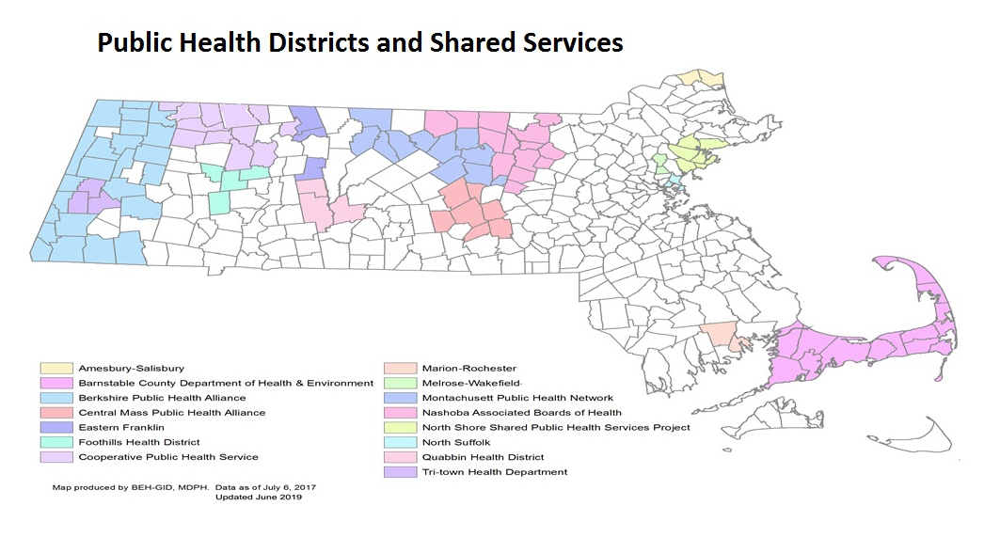 Public Health Districts and Shared Services
Amesbury-Salisbury
Barnstable County Department of Health & Environment
Berkshire Public Health Alliance
Central Mass Public Health Alliance
Eastern Franklin
Foothills Health District
Cooperative Public Health Service
Marion-Rochester
Melrose-Wakefield
Montachusett Public Health Network
Nashoba Associated Boards of Health
North Shore Shared Public Health Services Project
North Suffolk
Quabbin Health District
Tri-town Health Department
Map produced by BEH-GID, MDPH. Data as of July 6, 2017
Updated June 2019